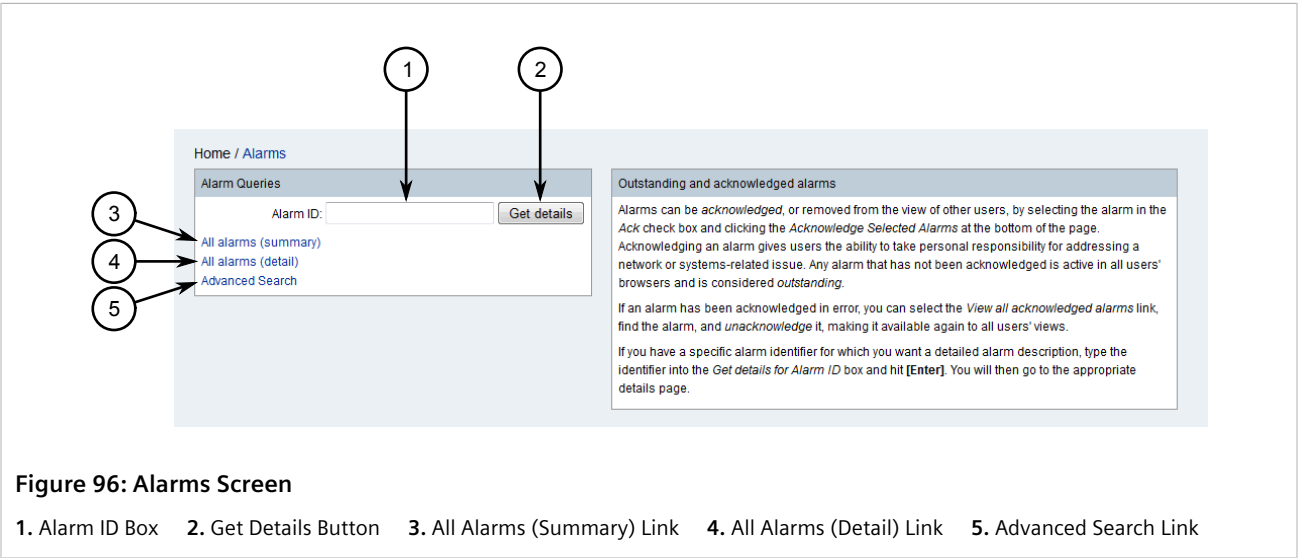 1
2
Home / Alarms
Alarm Queries
Alarm ID:
Get details
3
All alarms (summary)
4
All alarms (detail)
5
Advanced Search
Outstanding and acknowledged alarms
Alarms can be acknowledged, or removed from the view of other users, by selecting the alarm in the
Ack check box and clicking the Acknowledge Selected Alarms at the bottom of the page.
Acknowledging an alarm gives users the ability to take personal responsibility for addressing a
network or systems-related issue. Any alarm that has not been acknowledged is active in all users'
browsers and is considered outstanding.
If an alarm has been acknowledged in error, you can select the View all acknowledged alarms link,
find the alarm, and unacknowledge it, making it available again to all users' views.
If you have a specific alarm identifier for which you want a detailed alarm description, type the
identifier into the Get details for Alarm ID box and hit [Enter]. You will then go to the appropriate
details page.
Figure 96: Alarms Screen
1. Alarm ID Box 2. Get Details Button 3. All Alarms (Summary) Link 4. All Alarms (Detail) Link 5. Advanced Search Link